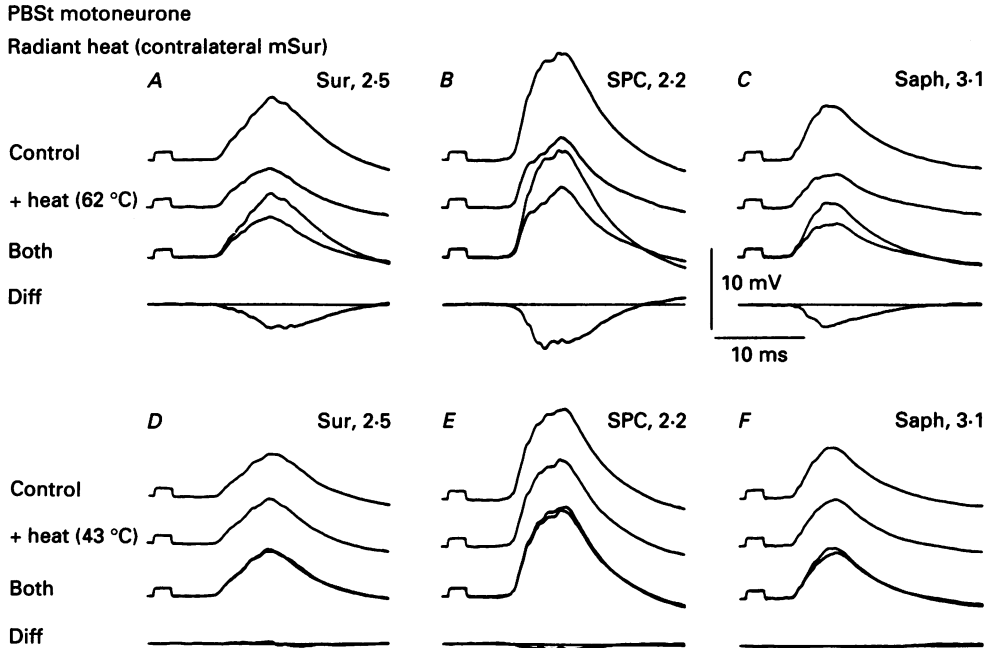 PBSt motoneurone
Radiant heat (contralateral mSur)
A Sur, 2·5 B SPC, 2·2 C Saph, 3·1
Control
+ heat (62 °C)
Both
Diff
10 mV
10 ms
D Sur, 2·5 E SPC, 2·2 F Saph, 3·1
Control
+ heat (43 °C)
Both
Diff